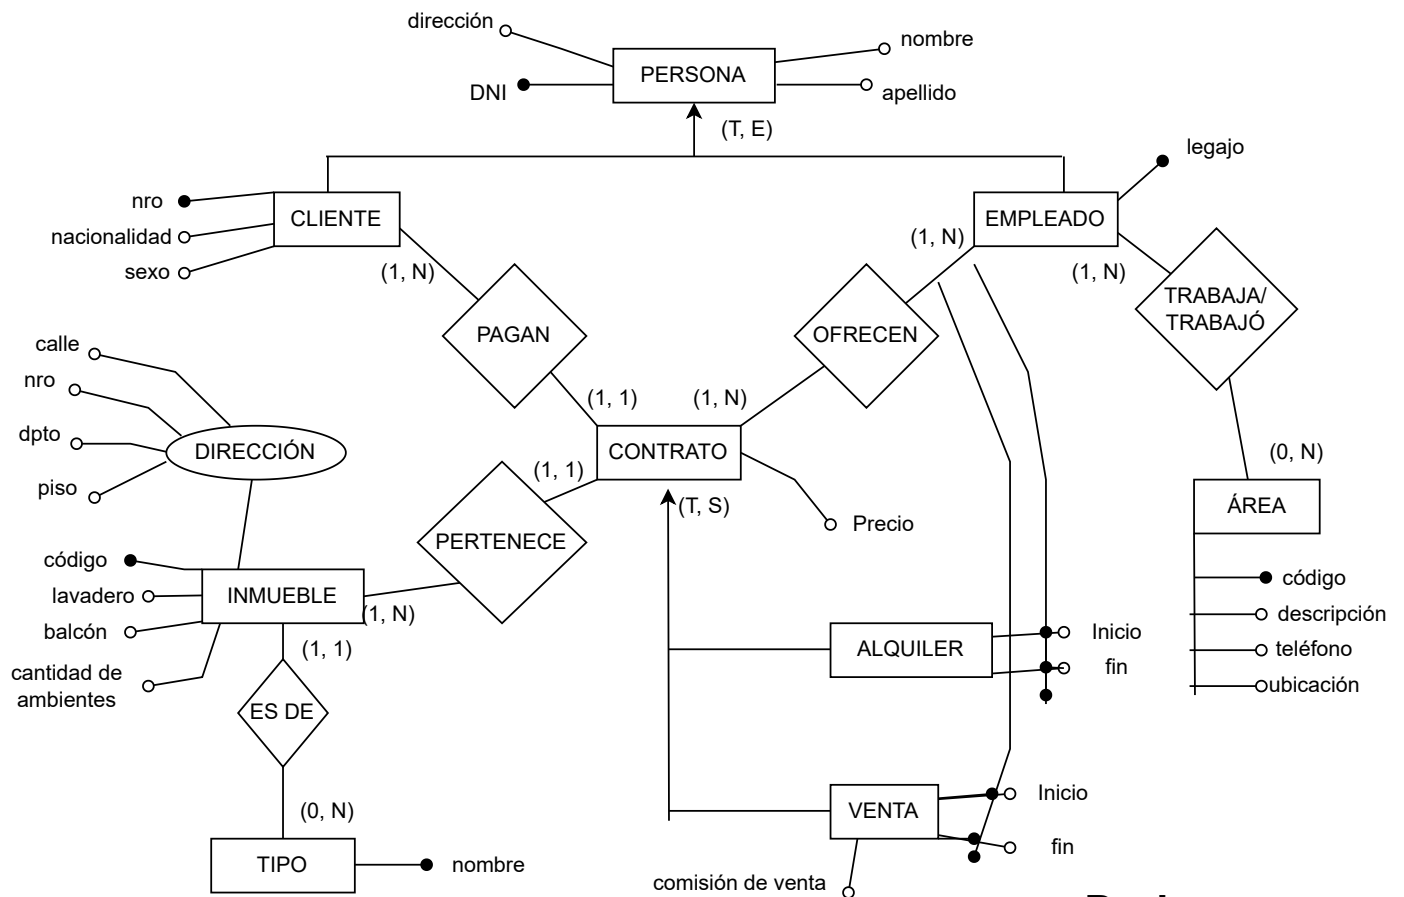 dirección
nombre
PERSONA
DNI
apellido
(T, E)
legajo
nro
CLIENTE
EMPLEADO
nacionalidad
(1, N)
sexo
(1, N)
(1, N)
TRABAJA/
TRABAJÓ
PAGAN
OFRECEN
calle
nro
(1, 1)
(1, N)
dpto
DIRECCIÓN
CONTRATO
(0, N)
piso
(1, 1)
(T, S)
ÁREA
Precio
PERTENECE
código
código
lavadero
INMUEBLE
(1, N)
descripción
balcón
Inicio
(1, 1)
ALQUILER
teléfono
cantidad de
ambientes
fin
ubicación
ES DE
Inicio
(0, N)
VENTA
fin
TIPO
nombre
comisión de venta